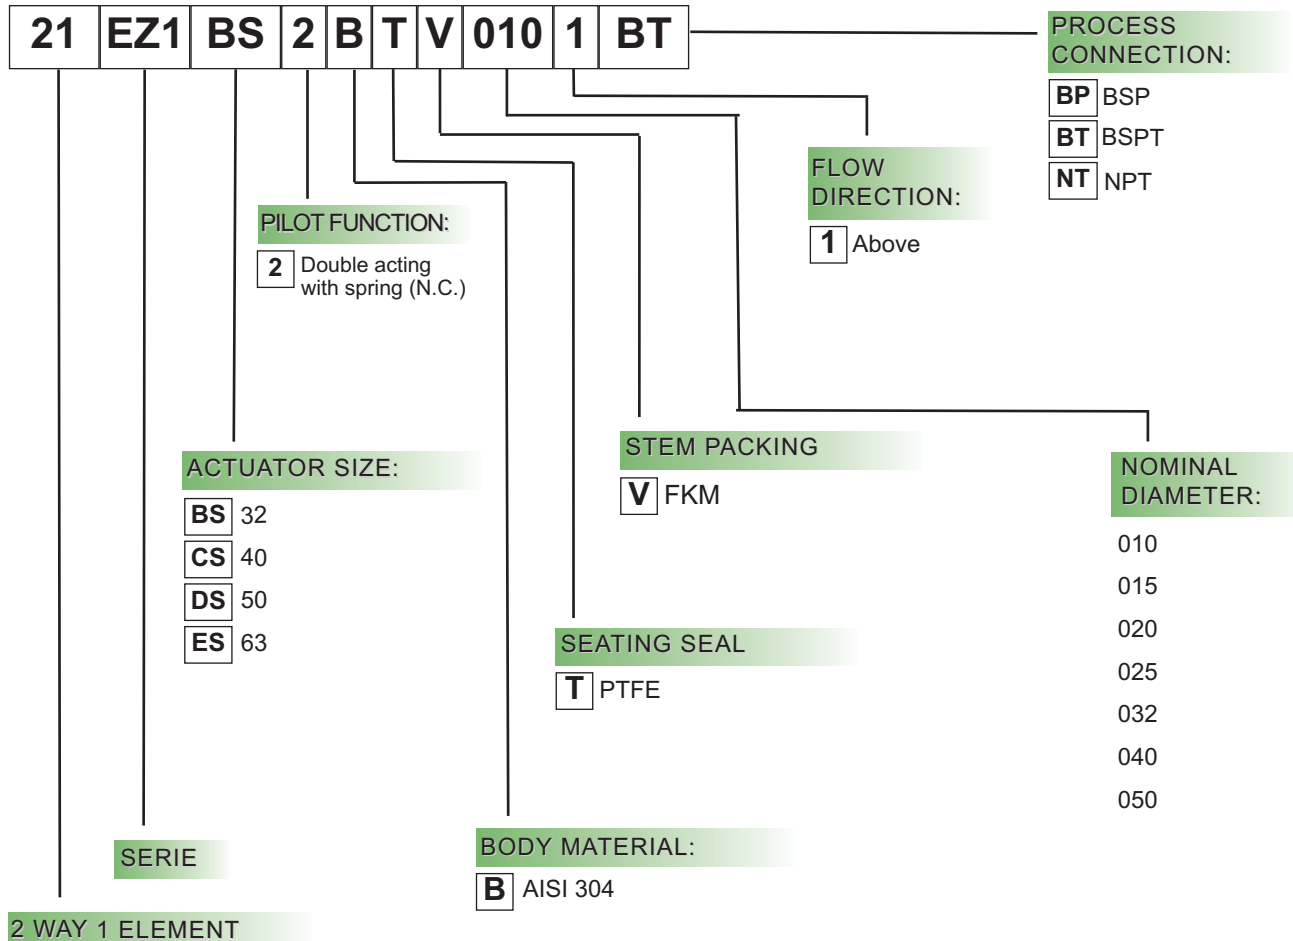 21 EZ1 BS 2 B T V 010 1 BT
PROCESS
CONNECTION:
BP BSP
BT BSPT
NT NPT
FLOW
DIRECTION:
1 Above
PILOT FUNCTION:
2 Double acting
with spring (N.C.)
STEM PACKING
V FKM
ACTUATOR SIZE:
BS 32
CS 40
DS 50
ES 63
NOMINAL
DIAMETER:
010
015
020
025
032
040
050
SEATING SEAL
T PTFE
BODY MATERIAL:
B AISI 304
SERIE
2 WAY 1 ELEMENT